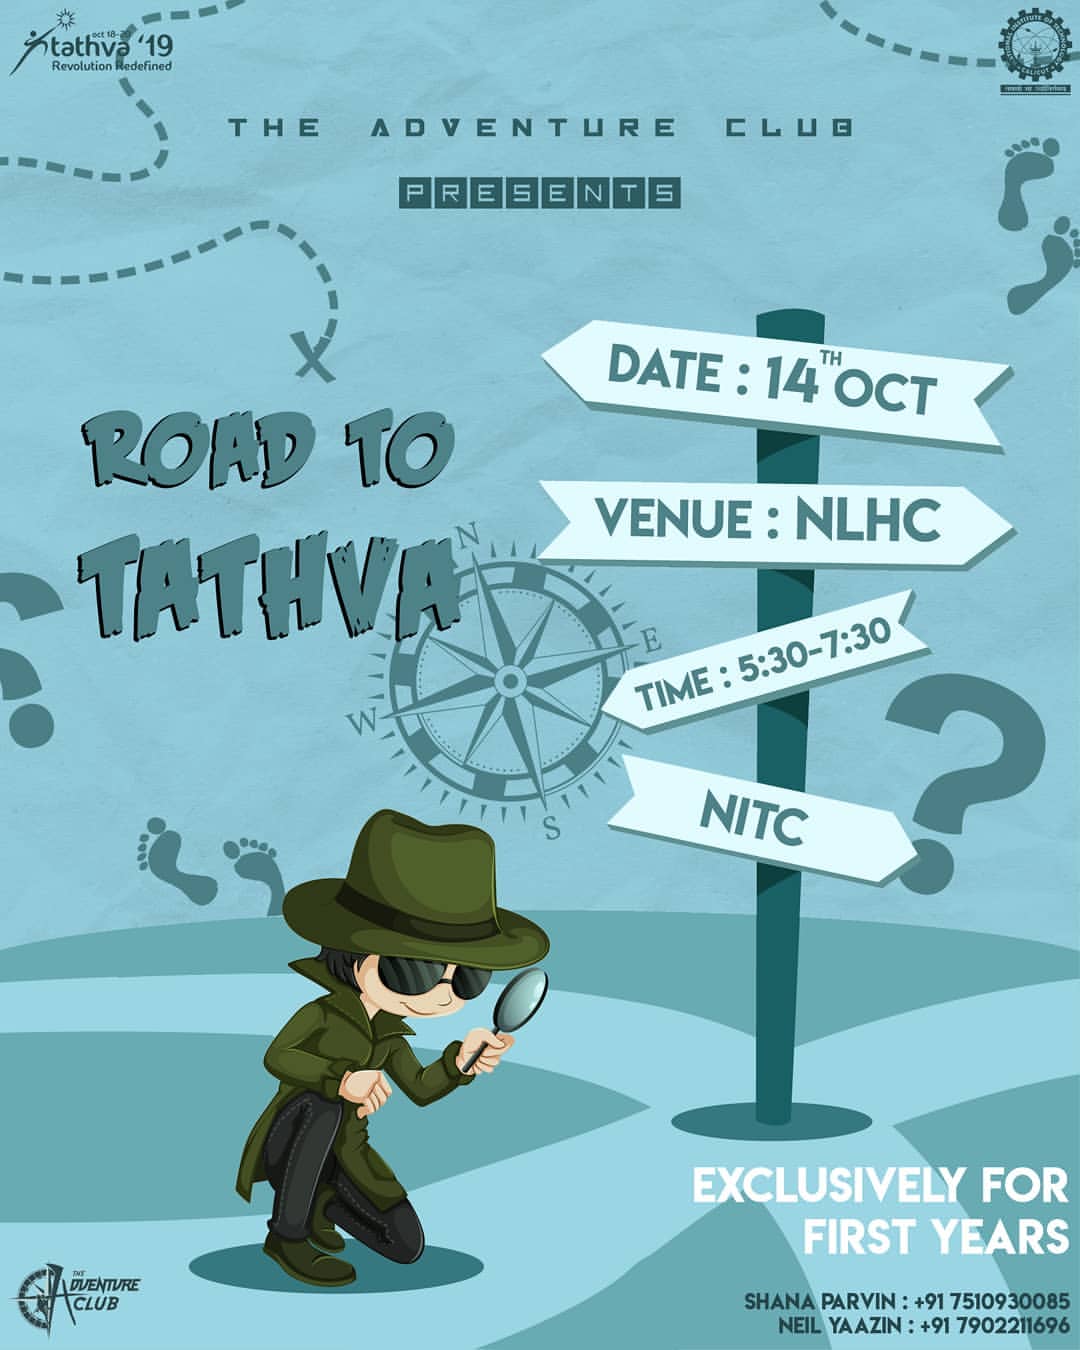 oct 18-20
tathva '19
Revolution Redefined
THE ADVENTURE CLUB
PRESENTS
DATE : 14TH OCT
ROAD TO
TATHVA
VENUE : NLHC
N
E
W
S
TIME : 5:30-7:30
?
NITC
?
EXCLUSIVELY FOR
FIRST YEARS
THE
ADVENTURE
CLUB
SHANA PARVIN : +91 7510930085
NEIL YAAZIN : +91 7902211696